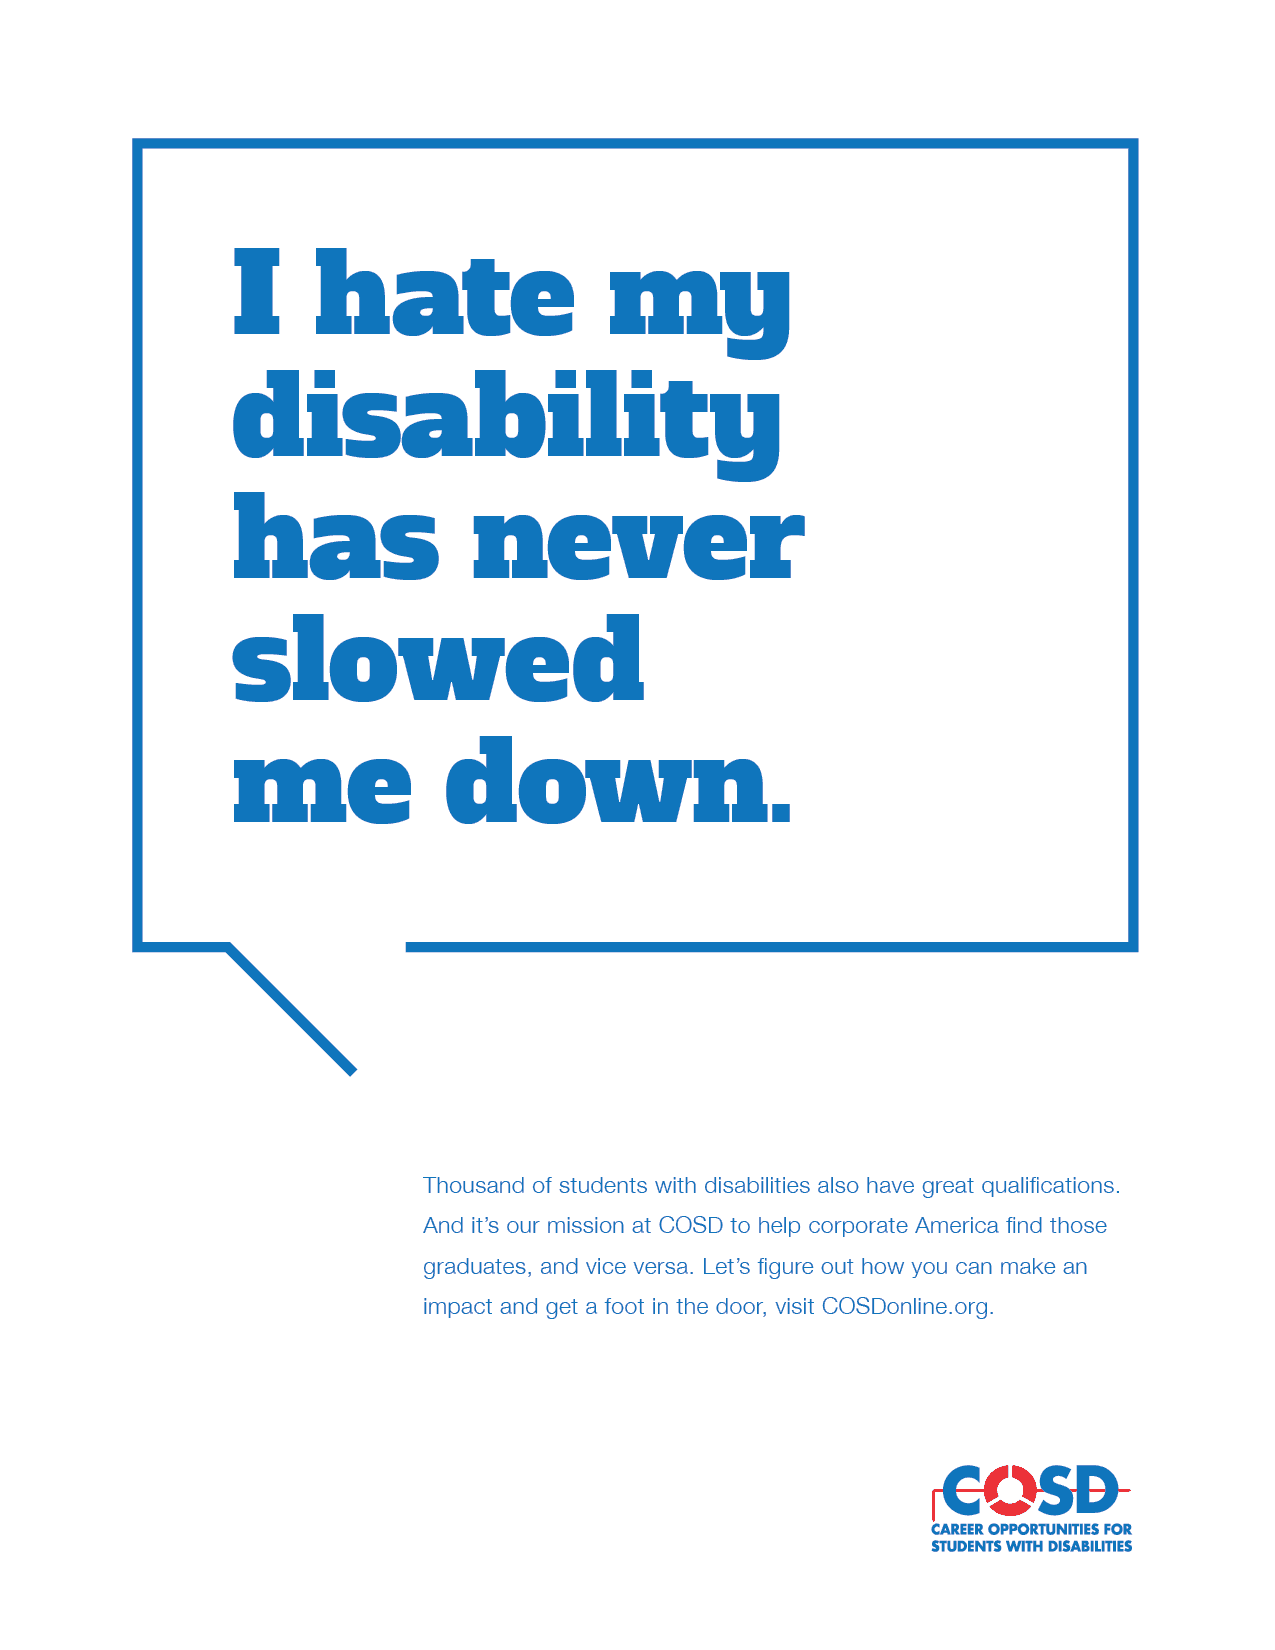 I hate my
disability
has never
slowed
me down.
Thousand of students with disabilities also have great qualifications.
And it’s our mission at COSD to help corporate America find those
graduates, and vice versa. Let’s figure out how you can make an
impact and get a foot in the door, visit COSDonline.org.
COSD
CAREER OPPORTUNITIES FOR
STUDENTS WITH DISABILITIES